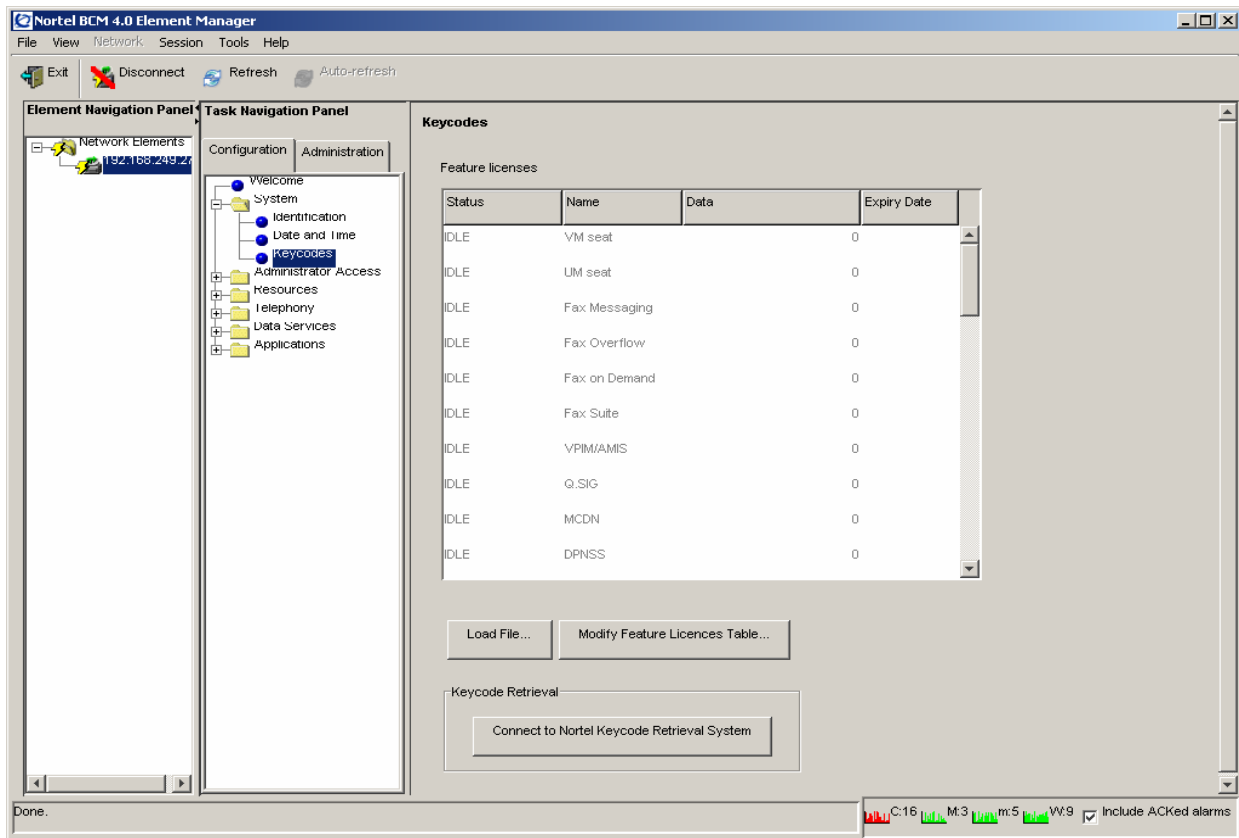 Nortel BCM 4.0 Element Manager
File View Network Session Tools Help
Exit Disconnect Refresh Auto-refresh
Element Navigation Panel
Network Elements
Task Navigation Panel
Configuration Administration
Welcome
System
Identification
Date and Time
Keycodes
Administrator Access
Resources
Telephony
Data Services
Applications
Keycodes
Feature licenses
Status Name Data Expiry Date
IDLE VM seat 0
IDLE UM seat 0
IDLE Fax Messaging 0
IDLE Fax Overflow 0
IDLE Fax on Demand 0
IDLE Fax Suite 0
IDLE VPIM/AMIS 0
IDLE Q.SIG 0
IDLE MCDN 0
IDLE DPNSS 0
Load File... Modify Feature Licences Table...
Keycode Retrieval
Connect to Nortel Keycode Retrieval System
Done.
C:16 M:3 m:5 W:9 Include ACKed alarms